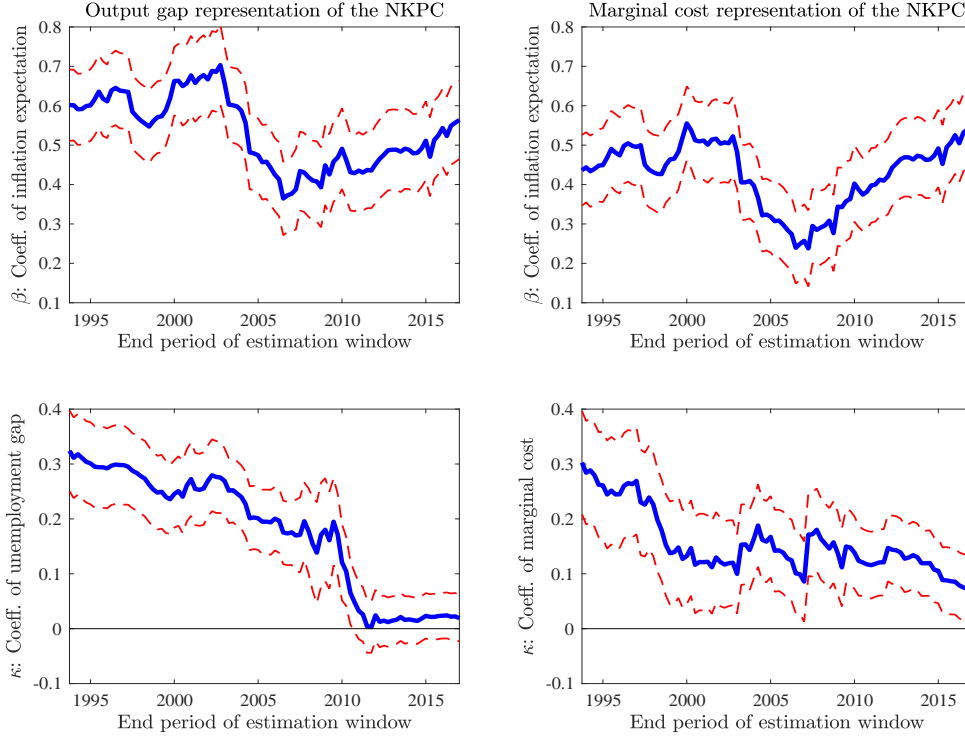 Output gap representation of the NKPC
β: Coeff. of inflation expectation
0.8
0.7
0.6
0.5
0.4
0.3
0.2
0.1
1995 2000 2005 2010 2015
End period of estimation window
Marginal cost representation of the NKPC
β: Coeff. of inflation expectation
0.8
0.7
0.6
0.5
0.4
0.3
0.2
0.1
1995 2000 2005 2010 2015
End period of estimation window
κ: Coeff. of unemployment gap
0.4
0.3
0.2
0.1
0
-0.1
1995 2000 2005 2010 2015
End period of estimation window
κ: Coeff. of marginal cost
0.4
0.3
0.2
0.1
0
-0.1
1995 2000 2005 2010 2015
End period of estimation window